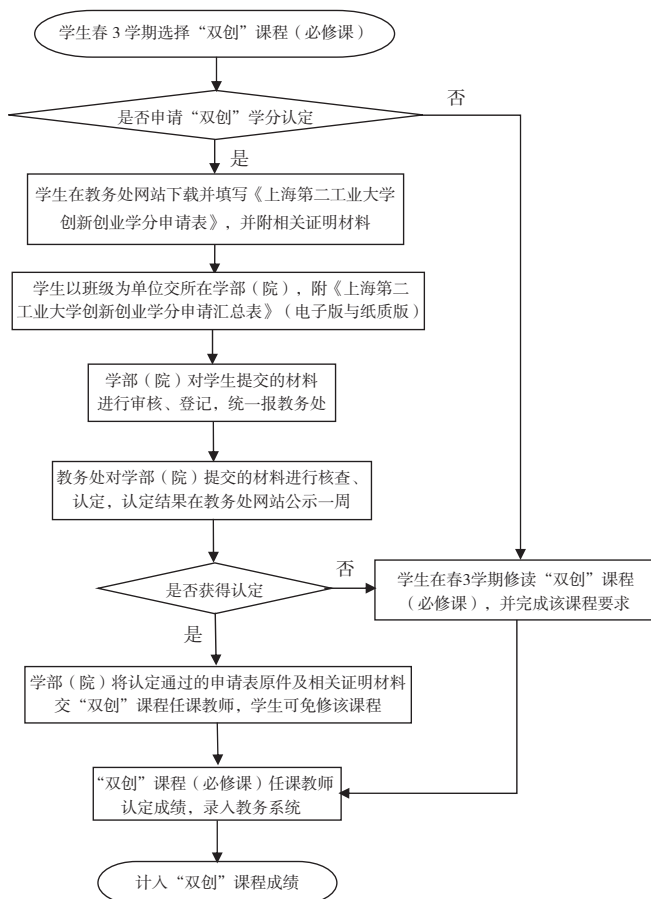 学生春 3 学期选择“双创”课程（必修课）
是否申请“双创”学分认定
否
是
学生在教务处网站下载并填写《上海第二工业大学
创新创业学分申请表》，并附相关证明材料
学生以班级为单位交所在学部（院），附《上海第二
工业大学创新创业学分申请汇总表》（电子版与纸质版）
学部（院）对学生提交的材料
进行审核、登记，统一报教务处
教务处对学部（院）提交的材料进行核查、
认定，认定结果在教务处网站公示一周
是否获得认定
否
学生在春3学期修读“双创”课程
（必修课），并完成该课程要求
是
学部（院）将认定通过的申请表原件及相关证明材料
交“双创”课程任课教师，学生可免修该课程
“双创”课程（必修课）任课教师
认定成绩，录入教务系统
计入“双创”课程成绩